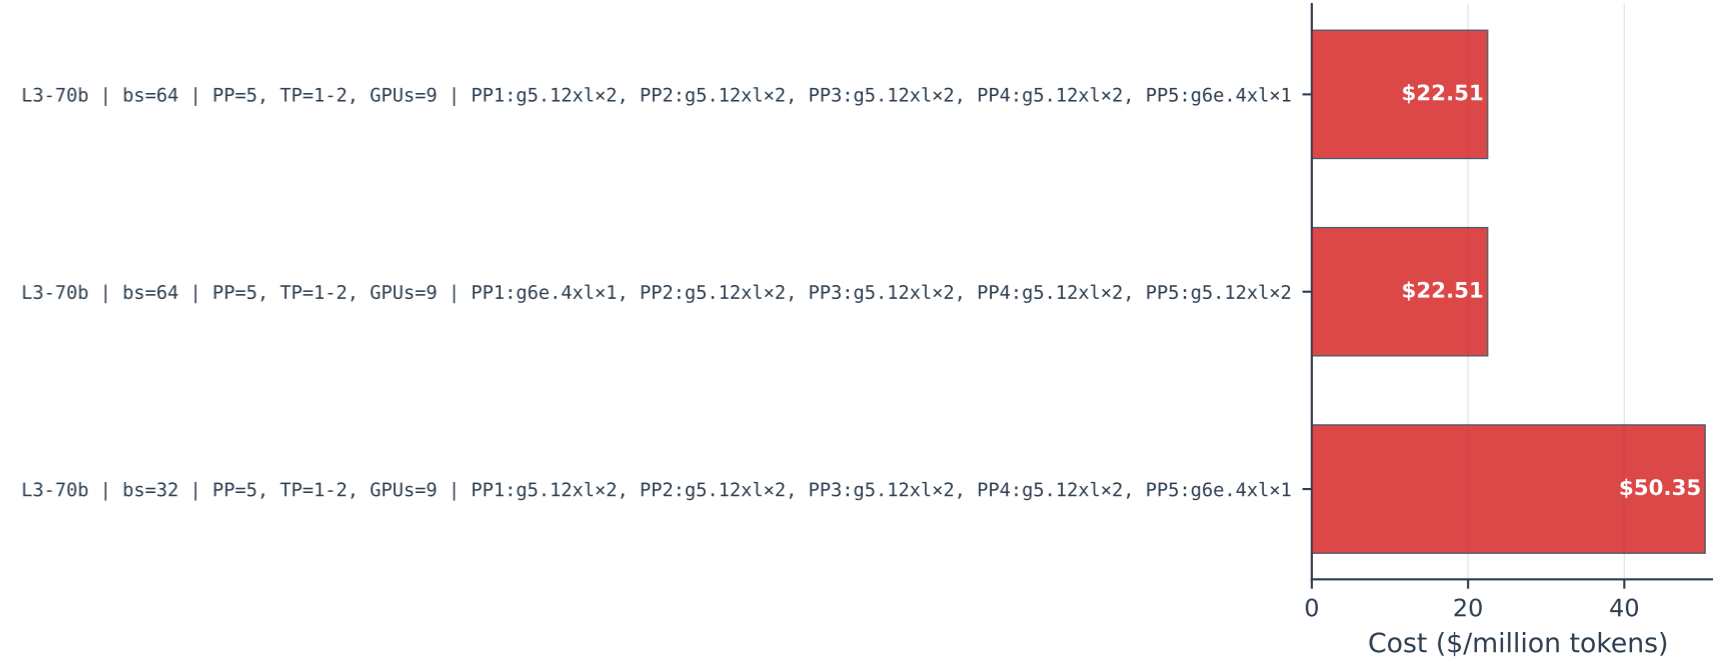 L3-70b | bs=64 | PP=5, TP=1-2, GPUs=9 | PP1:g5.12xl×2, PP2:g5.12xl×2, PP3:g5.12xl×2, PP4:g5.12xl×2, PP5:g6e.4xl×1
$22.51
L3-70b | bs=64 | PP=5, TP=1-2, GPUs=9 | PP1:g6e.4xl×1, PP2:g5.12xl×2, PP3:g5.12xl×2, PP4:g5.12xl×2, PP5:g5.12xl×2
$22.51
L3-70b | bs=32 | PP=5, TP=1-2, GPUs=9 | PP1:g5.12xl×2, PP2:g5.12xl×2, PP3:g5.12xl×2, PP4:g5.12xl×2, PP5:g6e.4xl×1
$50.35
0 20 40
Cost ($/million tokens)